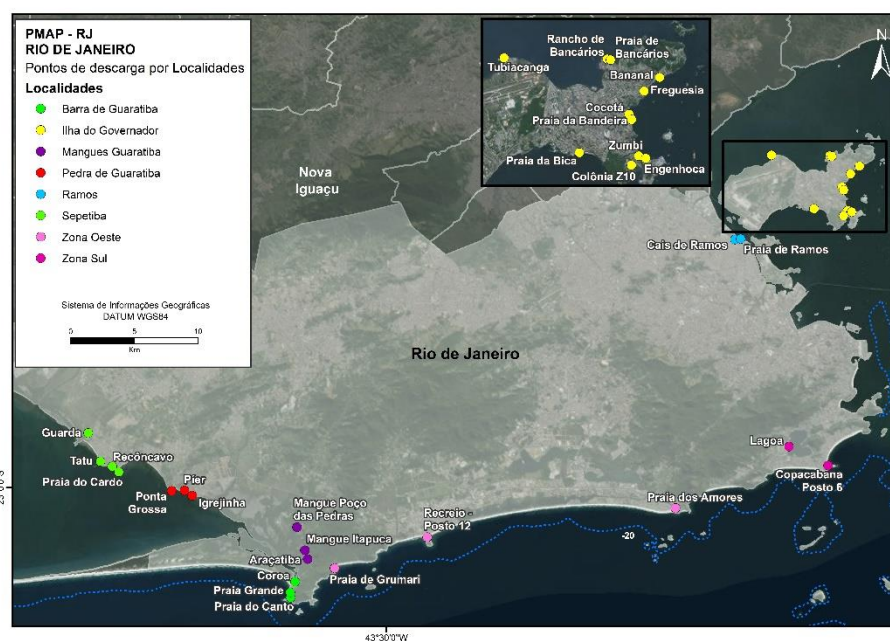 PMAP - RJ
RIO DE JANEIRO
Pontos de descarga por Localidades
Localidades
Barra de Guaratiba
Ilha do Governador
Mangues Guaratiba
Pedra de Guaratiba
Ramos
Sepetiba
Zona Oeste
Zona Sul
Sistema de Informações Geográficas
DATUM WGS84
0 5 10
Km
Rancho de
Bancários
Praia de
Bancários
Tubiacanga
Bananal
Freguesia
Cocotá
Praia da Bandeira
Zumbi
Praia da Bica
Engenhoca
Colônia Z10
N
Nova
Iguaçu
Cais de Ramos
Praia de Ramos
Rio de Janeiro
Guarda
Tatu
Recôncavo
Praia do Cardo
Píer
Ponta
Grossa
Igrejinha
Mangue Poço
das Pedras
Mangue Itapuca
Araçatiba
Coroa
Praia Grande
Praia do Canto
Recreio -
Posto 12
Praia de Grumari
Praia dos Amores
Lagoa
Copacabana
Posto 6
-20
43°30'0"W